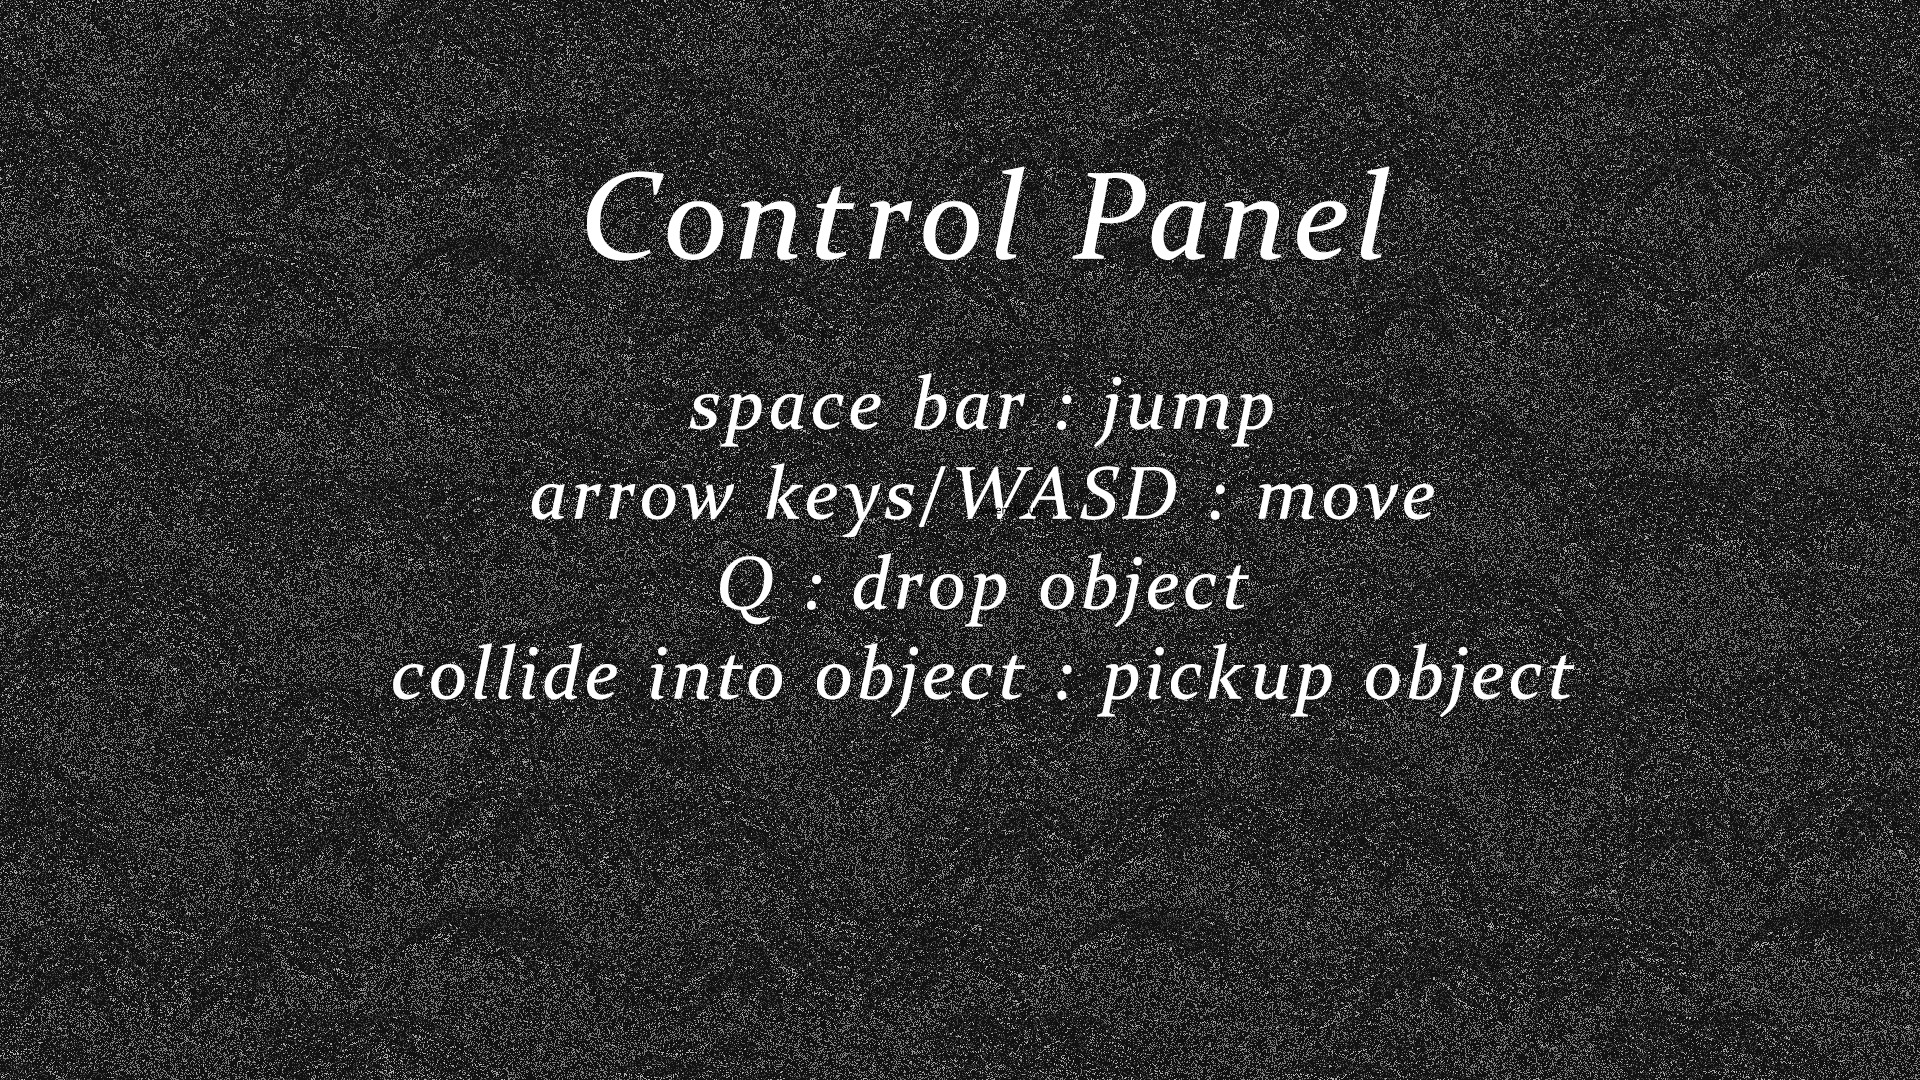 Control Panel
space bar : jump
arrow keys/WASD : move
Q : drop object
collide into object : pickup object